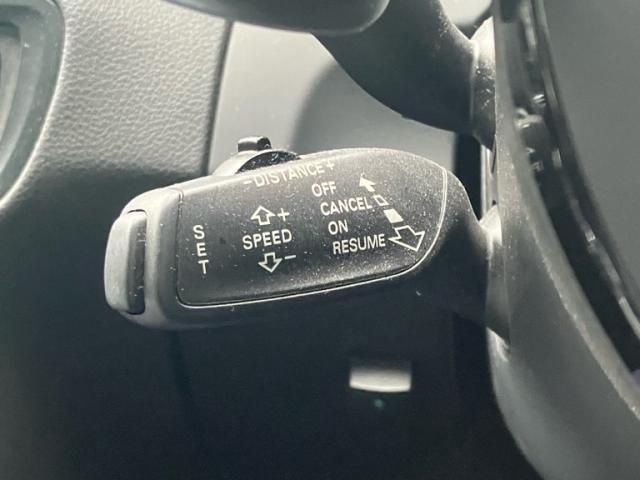 - DISTANCE +
OFF
CANCEL
ON
RESUME
+
SPEED
-
SET